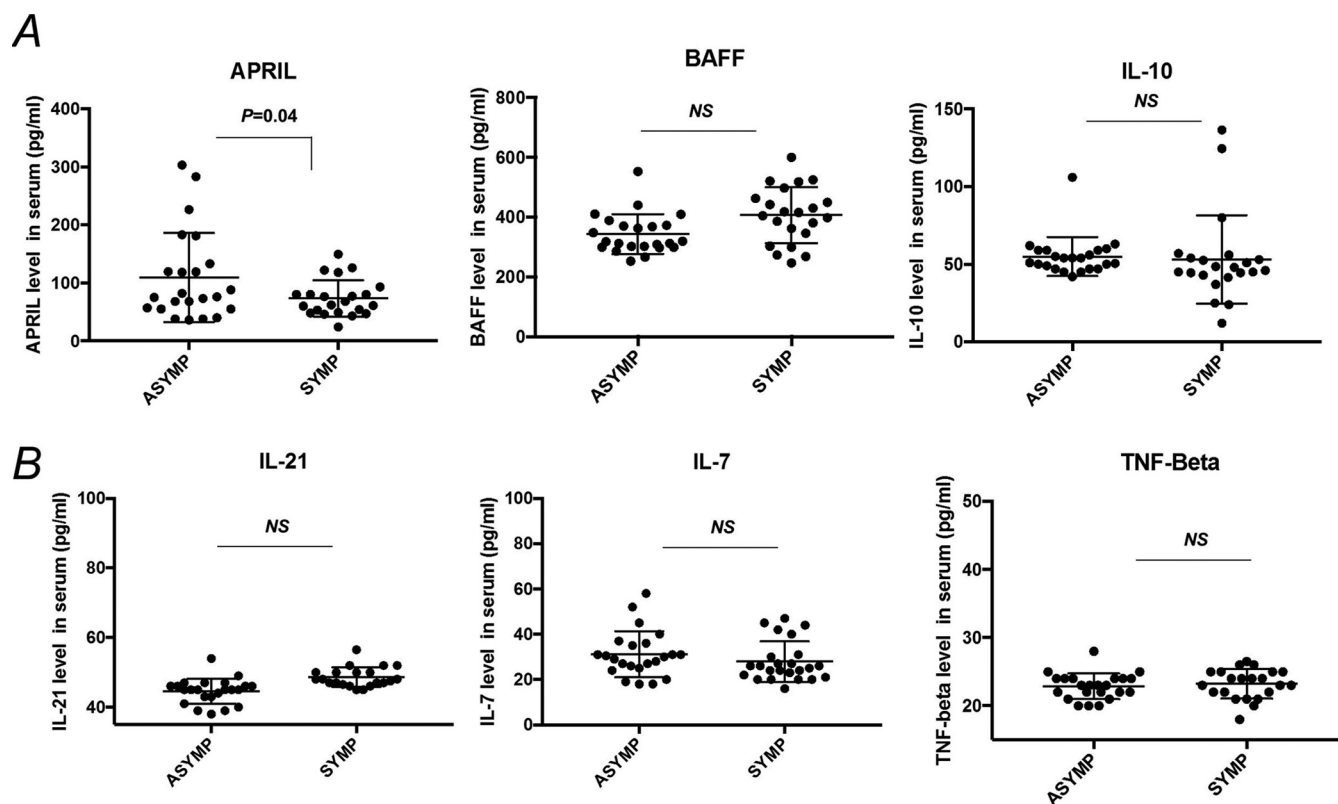 A
APRIL
P=0.04
APRIL level in serum (pg/ml)
400
300
200
100
0
ASYMP
SYMP
BAFF
NS
BAFF level in serum (pg/ml)
800
600
400
200
0
ASYMP
SYMP
IL-10
NS
IL-10 level in serum (pg/ml)
150
100
50
0
ASYMP
SYMP
B
IL-21
NS
IL-21 level in serum (pg/ml)
100
80
60
40
ASYMP
SYMP
IL-7
NS
IL-7 level in serum (pg/ml)
100
80
60
40
20
0
ASYMP
SYMP
TNF-Beta
NS
TNF-beta level in serum (pg/ml)
50
40
30
20
ASYMP
SYMP